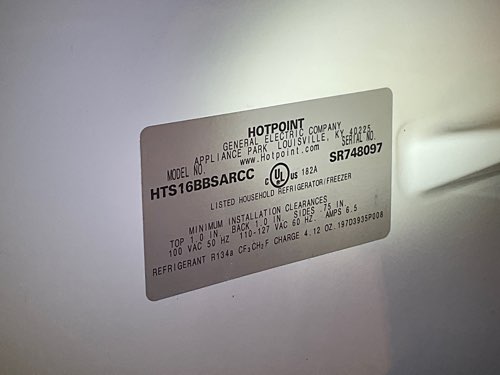 HOTPOINT
GENERAL ELECTRIC COMPANY
APPLIANCE PARK LOUISVILLE, KY 40225
www.Hotpoint.com
MODEL NO. SERIAL NO.
HTS16BBSARCC C UL US 182A SR748097
LISTED HOUSEHOLD REFRIGERATOR/FREEZER
MINIMUM INSTALLATION CLEARANCES
TOP 1.0 IN. BACK 1.0 IN. SIDES .75 IN
100 VAC 50 HZ 110-127 VAC 60 HZ. AMPS 6.5
REFRIGERANT R134a CF₃CH₂F CHARGE 4.12 OZ. 197D3935P008